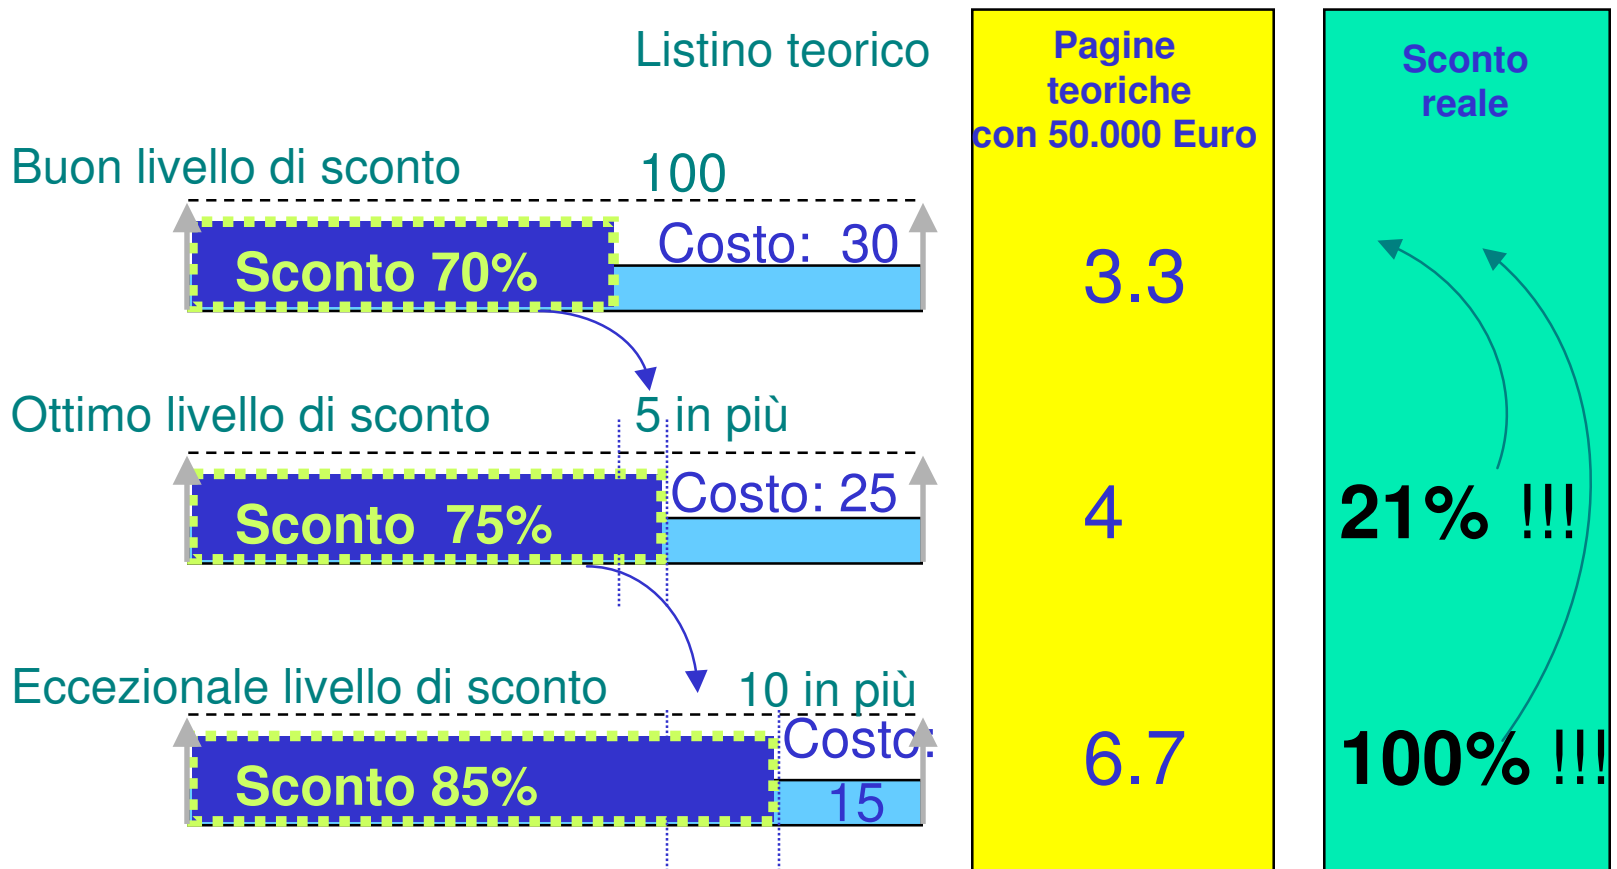 Listino teorico
Pagine
teoriche
con 50.000 Euro
Sconto
reale
Buon livello di sconto
100
Sconto 70%
Costo: 30
3.3
Ottimo livello di sconto
5 in più
Sconto 75%
Costo: 25
4
21% !!!
Eccezionale livello di sconto
10 in più
Sconto 85%
Costo:
15
6.7
100% !!!